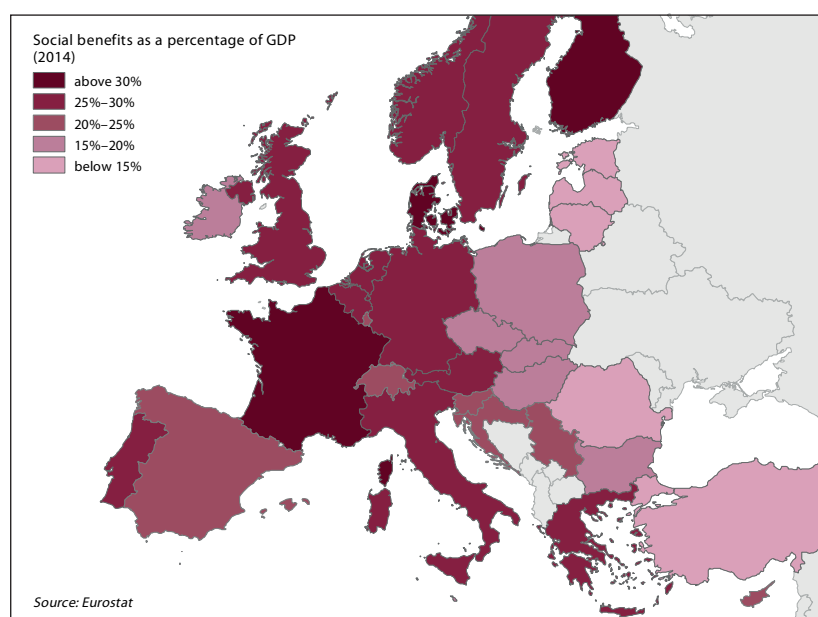 Social benefits as a percentage of GDP
(2014)
above 30%
25%–30%
20%–25%
15%–20%
below 15%
Source: Eurostat